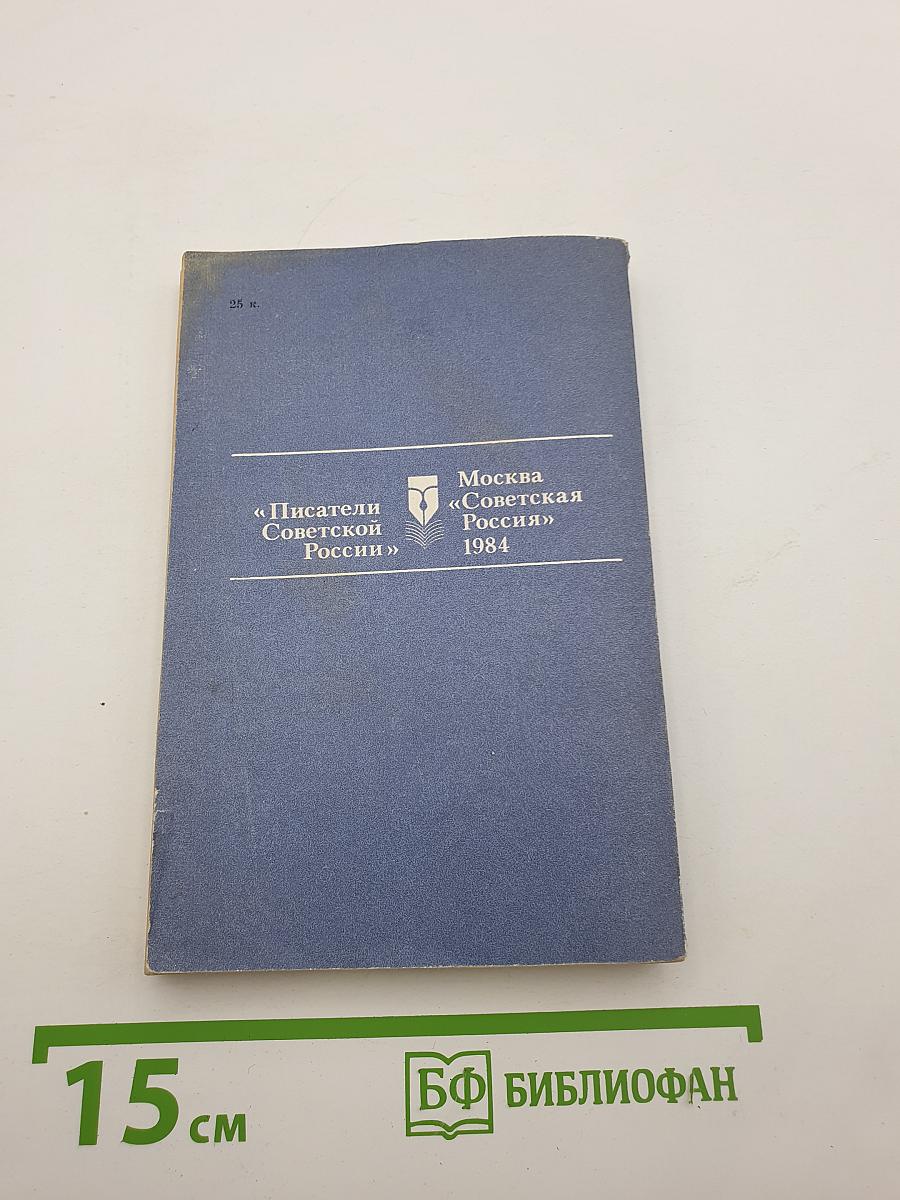 25 к.
«Писатели
Советской
России»
Москва
«Советская
Россия»
1984
15 см
БФ БИБЛИОФАН